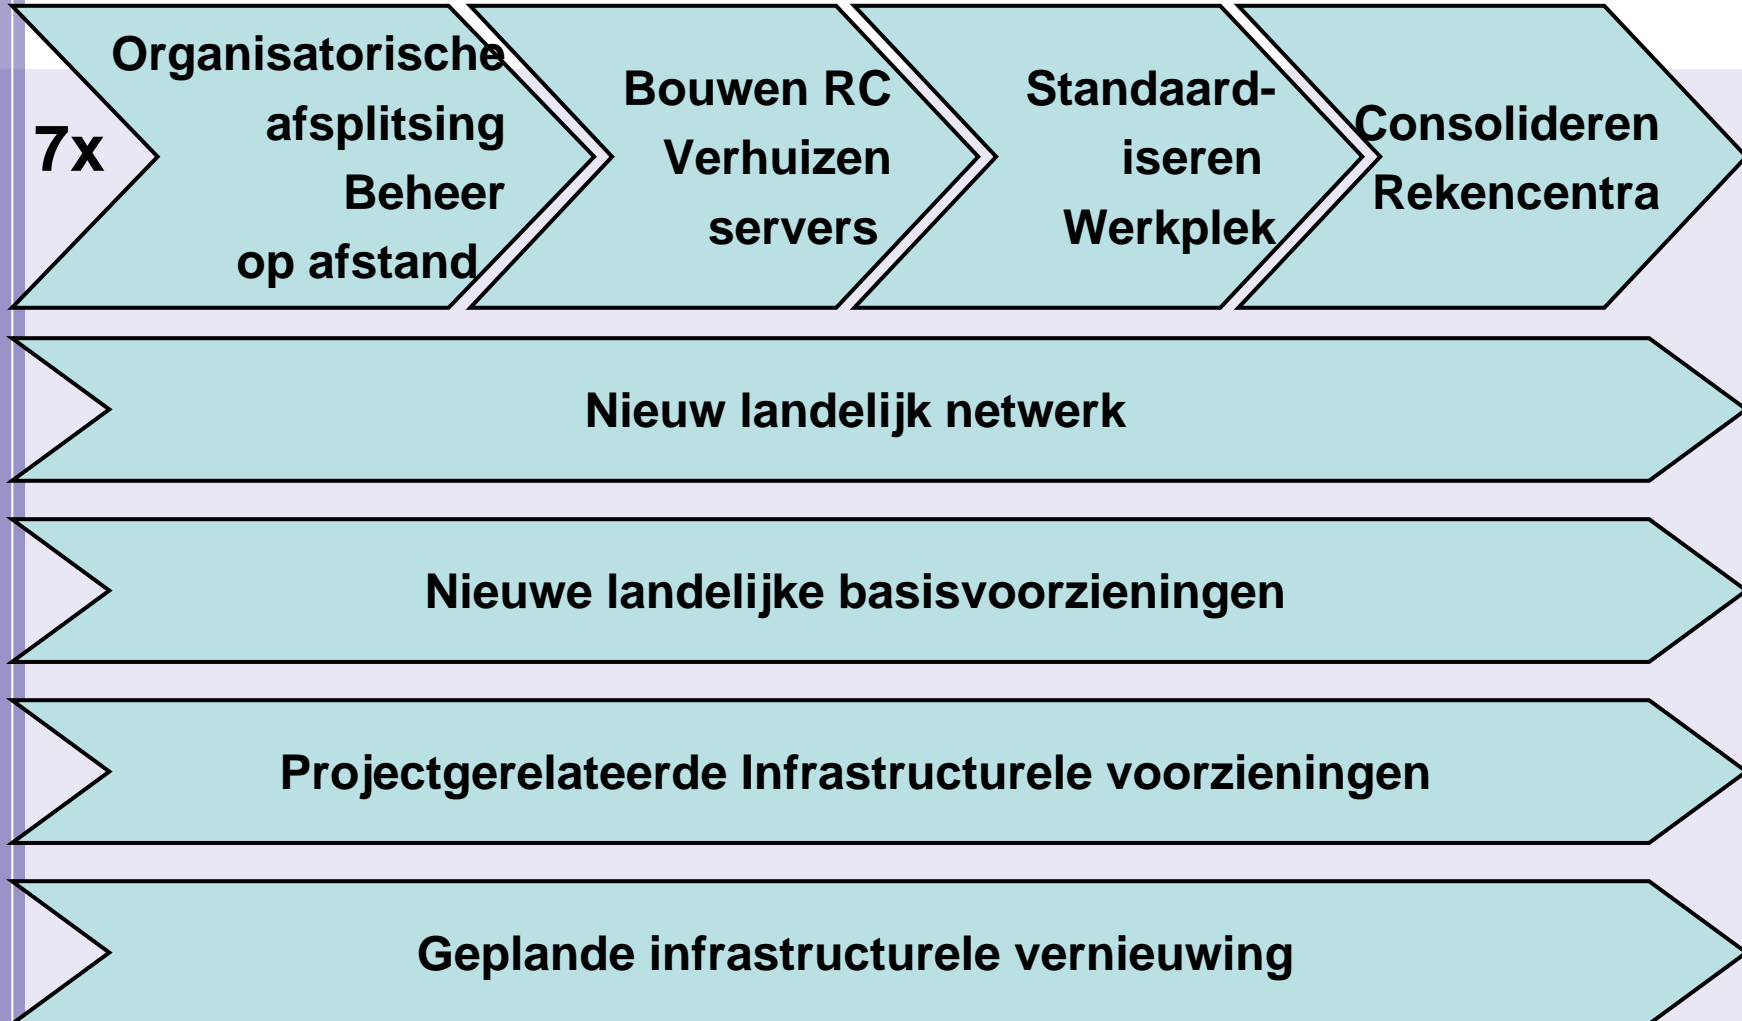 7x
Organisatorische
afsplitsing
Beheer
op afstand
Bouwen RC
Verhuizen
servers
Standaard-
iseren
Werkplek
Consolideren
Rekencentra
Nieuw landelijk netwerk
Nieuwe landelijke basisvoorzieningen
Projectgerelateerde Infrastructurele voorzieningen
Geplande infrastructurele vernieuwing